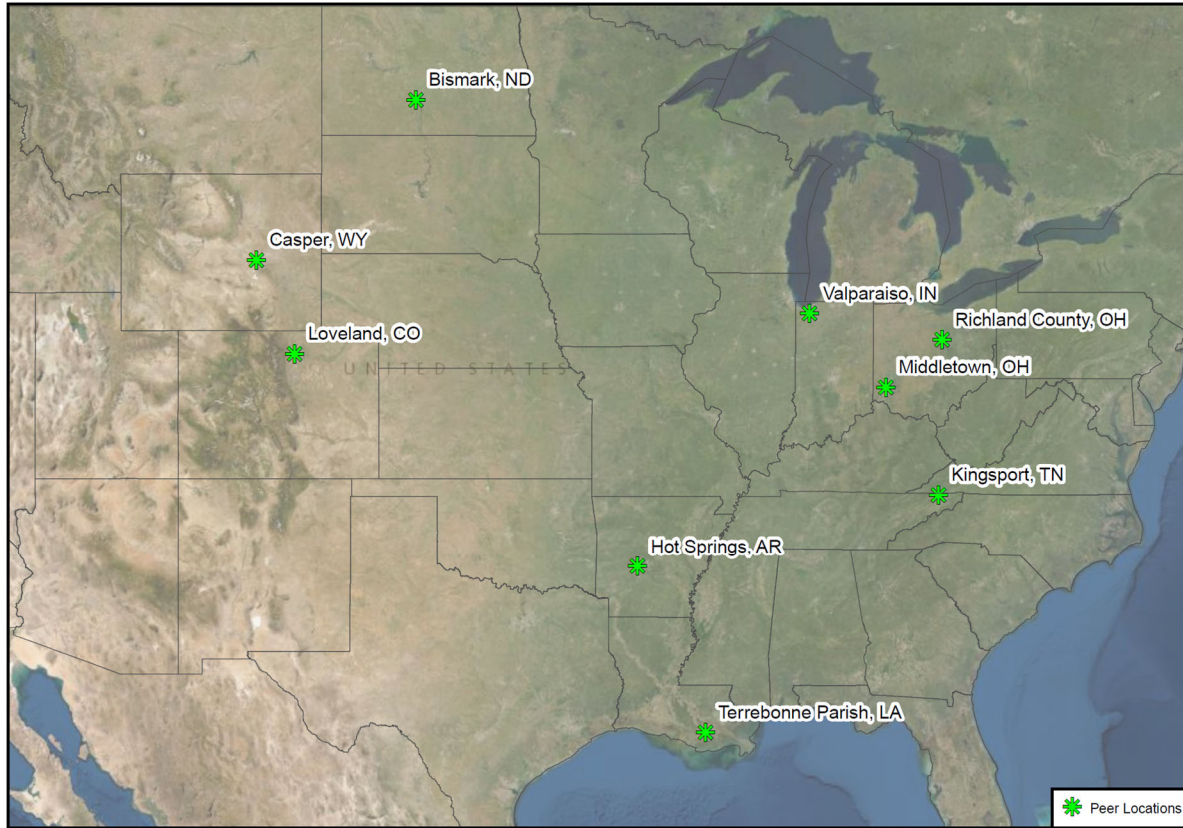 Bismark, ND
Casper, WY
Valparaiso, IN
Richland County, OH
Loveland, CO
UNITED STATES
Middletown, OH
Kingsport, TN
Hot Springs, AR
Terrebonne Parish, LA
Peer Locations